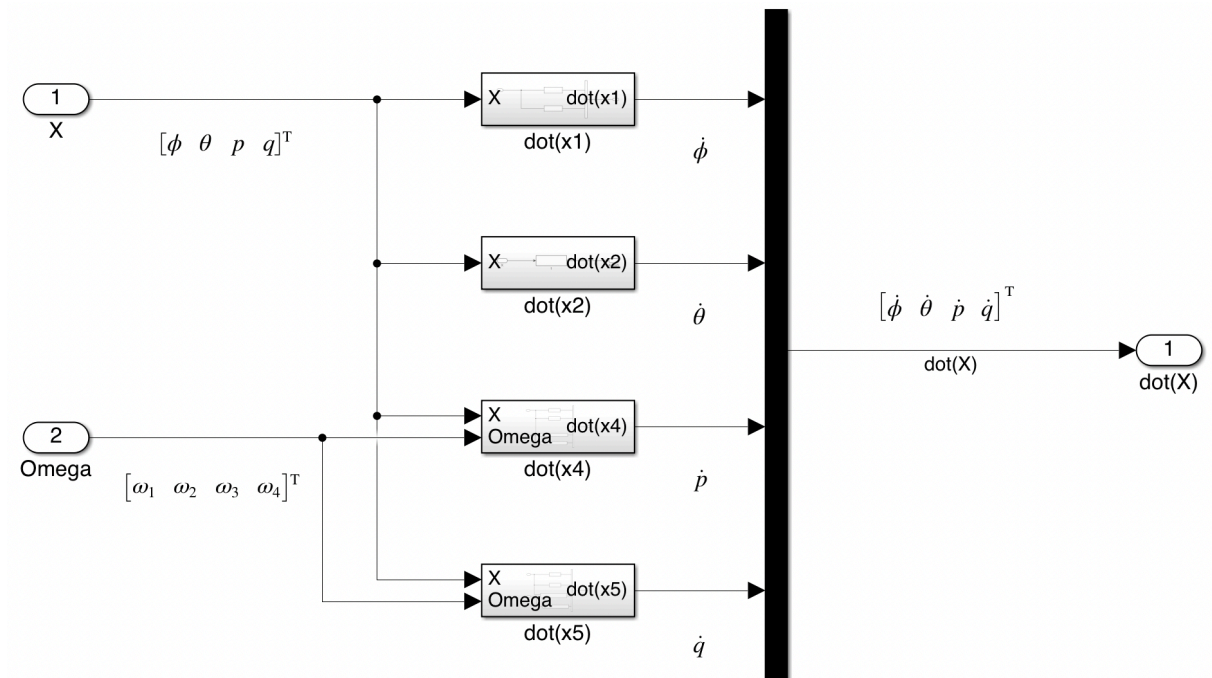 1
X
[ϕ θ p q]ᵀ
X dot(x1)
dot(x1)
ϕ̇
X dot(x2)
dot(x2)
θ̇
[ϕ̇ θ̇ ṗ q̇]ᵀ
dot(X)
1
dot(X)
2
Omega
[ω₁ ω₂ ω₃ ω₄]ᵀ
X
Omega dot(x4)
dot(x4)
ṗ
X
Omega dot(x5)
dot(x5)
q̇